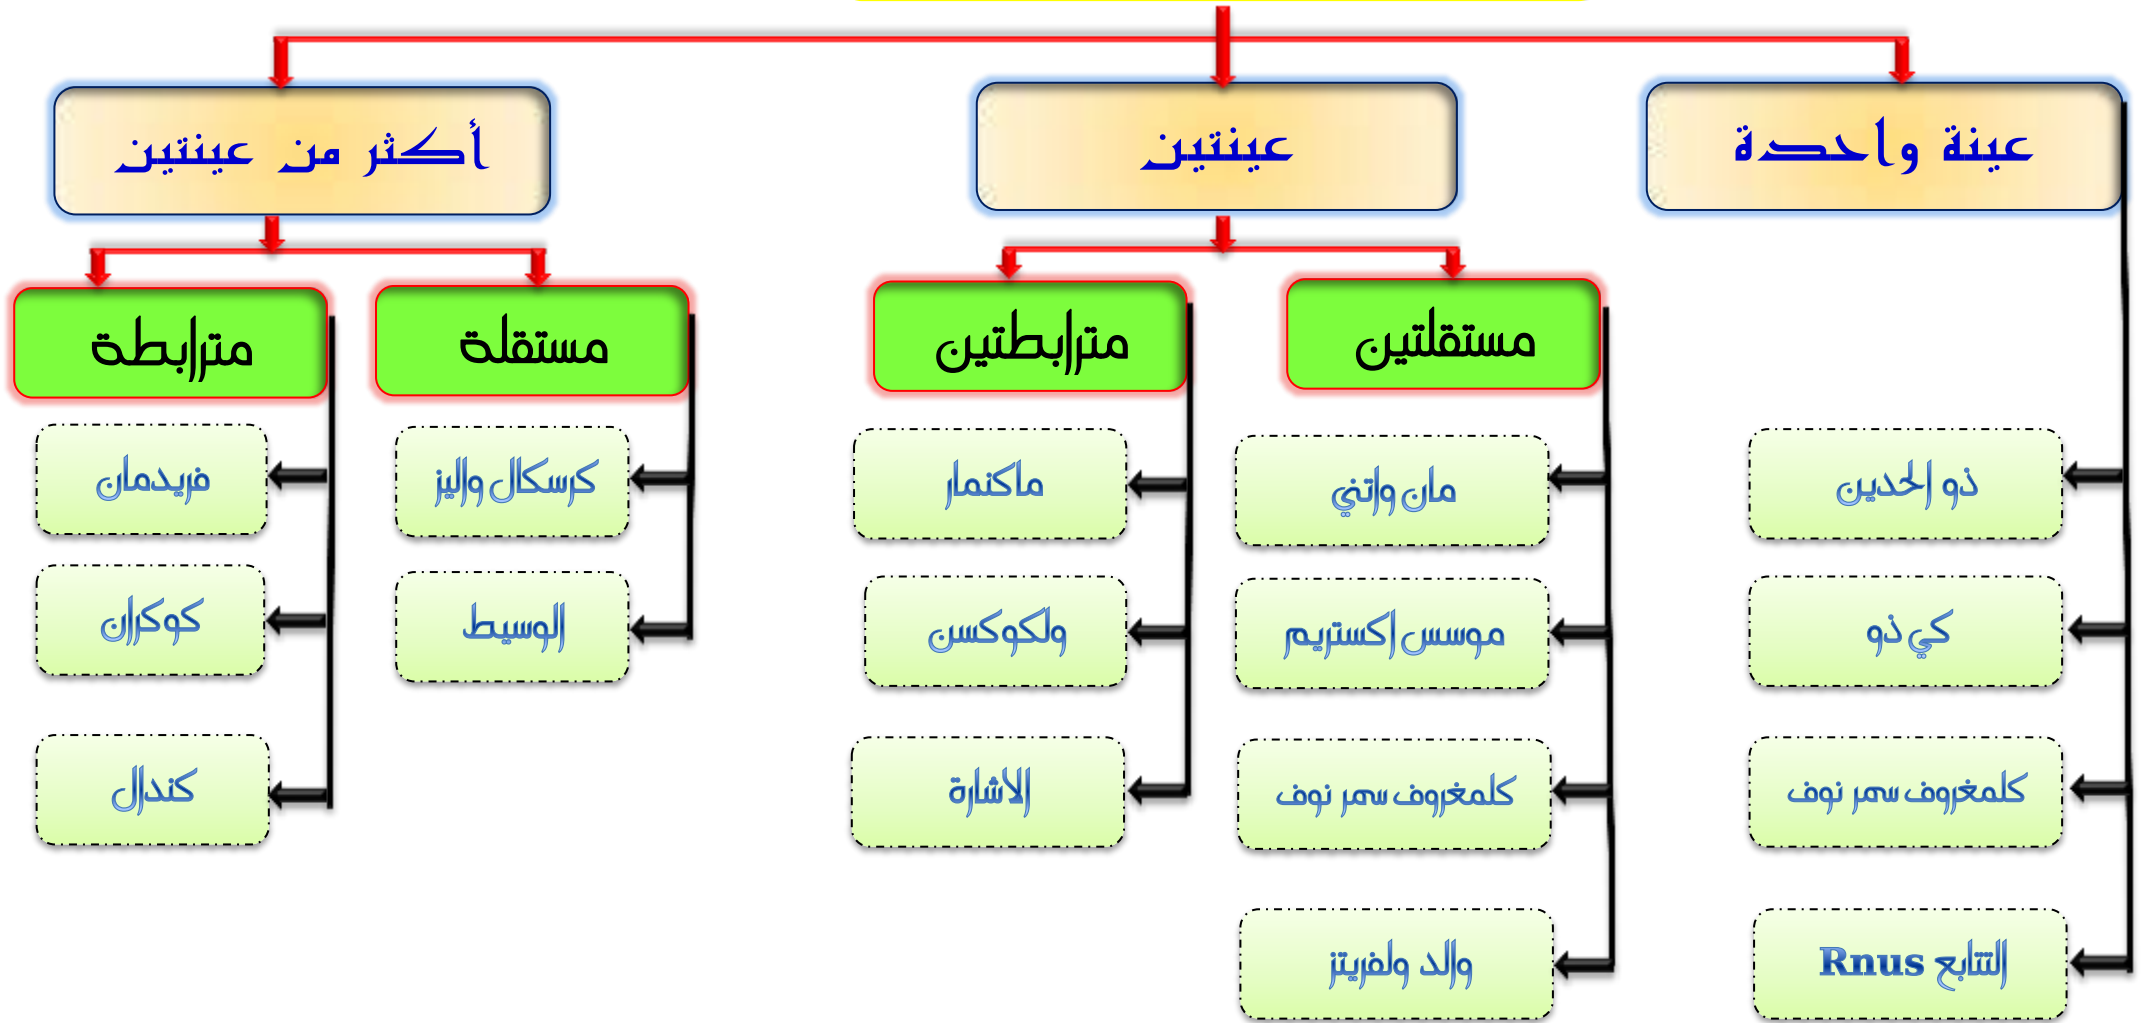 عينة واحدة
عينتين
أكثر من عينتين
مستقلتين
مترابطتين
مستقلة
مترابطة
ذو الحدين
كي ذو
كلمغروف سمر نوف
التتابع Rnus
مان واتني
موسس إكستريم
كلمغروف سمر نوف
والد ولفريتز
ماكنمار
ولكوكسن
الاشارة
كرسكال واليز
الوسيط
فريدمان
كوكران
كندال